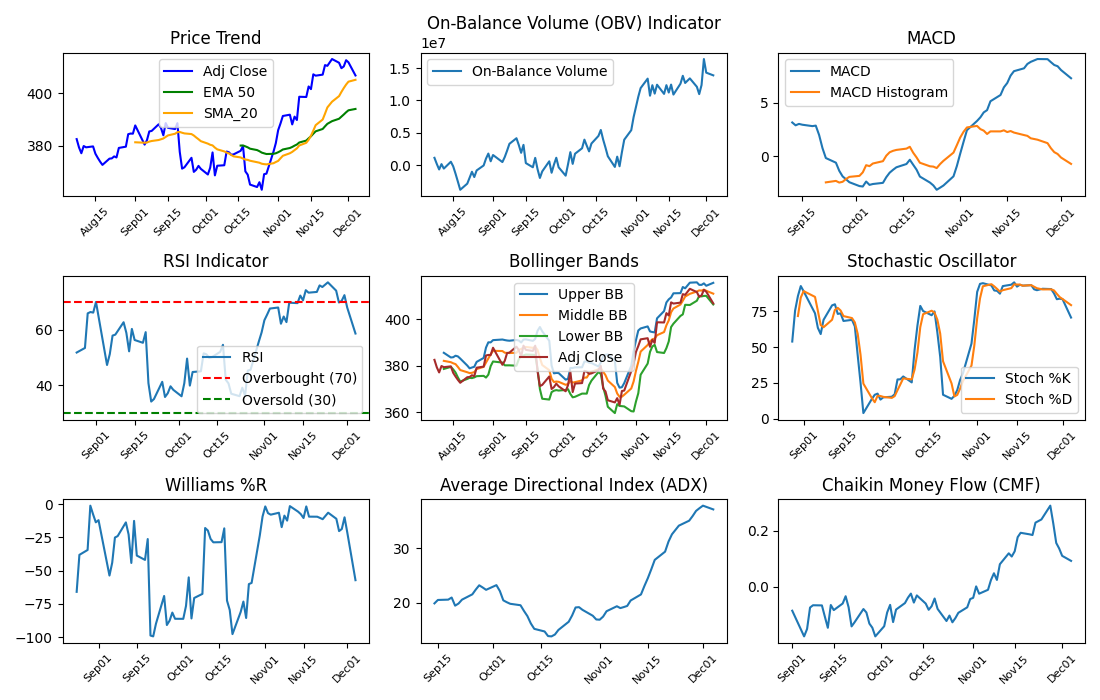 Price Trend
Adj Close
EMA 50
SMA_20
400
380
Aug15
Sep01
Sep15
Oct01
Oct15
Nov01
Nov15
Dec01
On-Balance Volume (OBV) Indicator
1e7
On-Balance Volume
1.5
1.0
0.5
0.0
Aug15
Sep01
Sep15
Oct01
Oct15
Nov01
Nov15
Dec01
MACD
MACD
MACD Histogram
5
0
Sep15
Oct01
Oct15
Nov01
Nov15
Dec01
RSI Indicator
60
40
RSI
Overbought (70)
Oversold (30)
Sep01
Sep15
Oct01
Oct15
Nov01
Nov15
Dec01
Bollinger Bands
Upper BB
Middle BB
Lower BB
Adj Close
400
380
360
Aug15
Sep01
Sep15
Oct01
Oct15
Nov01
Nov15
Dec01
Stochastic Oscillator
75
50
25
0
Stoch %K
Stoch %D
Sep01
Sep15
Oct01
Oct15
Nov01
Nov15
Dec01
Williams %R
0
−25
−50
−75
−100
Sep01
Sep15
Oct01
Oct15
Nov01
Nov15
Dec01
Average Directional Index (ADX)
30
20
Sep15
Oct01
Oct15
Nov01
Nov15
Dec01
Chaikin Money Flow (CMF)
0.2
0.0
Sep01
Sep15
Oct01
Oct15
Nov01
Nov15
Dec01